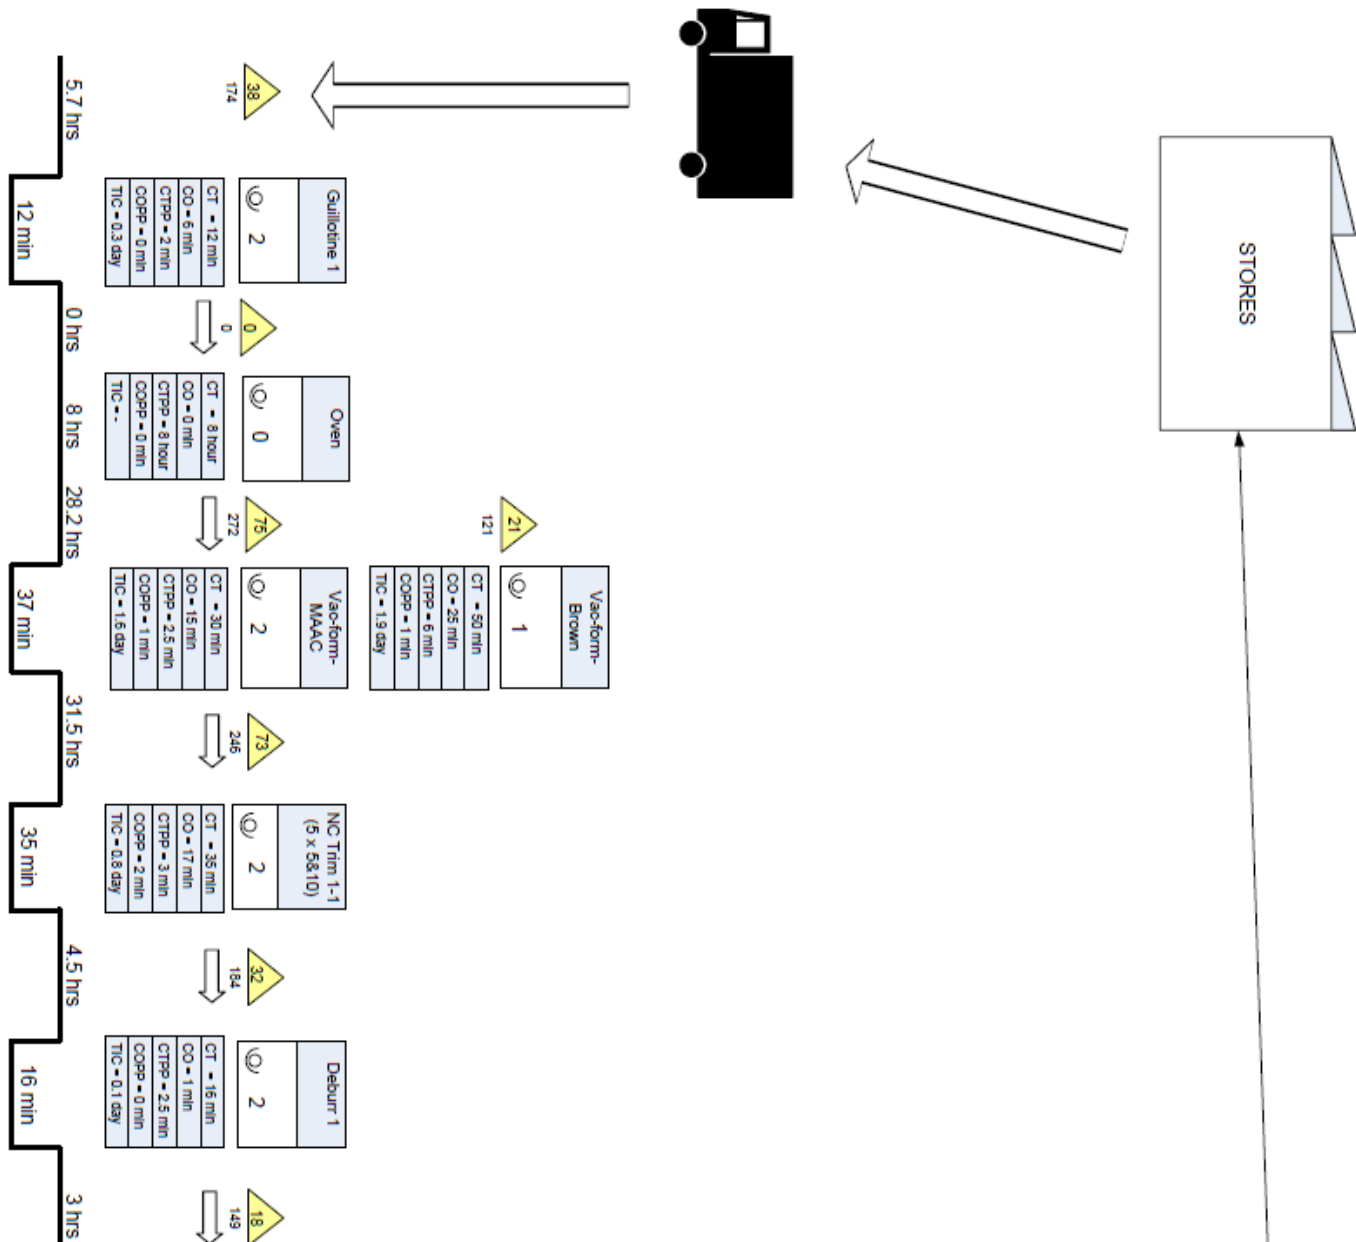 STORES
38
174
Guillotine 1
2
CT = 12 min
CO = 6 min
CTPP = 2 min
COPP = 0 min
TIC = 0.3 day
0
0
Oven
0
CT = 8 hour
CO = 0 min
CTPP = 8 hour
COPP = 0 min
TIC = -
21
121
Vac-form-
Brown
1
CT = 50 min
CO = 25 min
CTPP = 6 min
COPP = 1 min
TIC = 1.9 day
75
272
Vac-form-
MAAC
2
CT = 30 min
CO = 15 min
CTPP = 2.5 min
COPP = 1 min
TIC = 1.6 day
73
246
NC Trim 1-1
(5 x 5&10)
2
CT = 35 min
CO = 17 min
CTPP = 3 min
COPP = 2 min
TIC = 0.8 day
32
184
Deburr 1
2
CT = 16 min
CO = 1 min
CTPP = 2.5 min
COPP = 0 min
TIC = 0.1 day
18
149
5.7 hrs
12 min
0 hrs
8 hrs
28.2 hrs
37 min
31.5 hrs
35 min
4.5 hrs
16 min
3 hrs